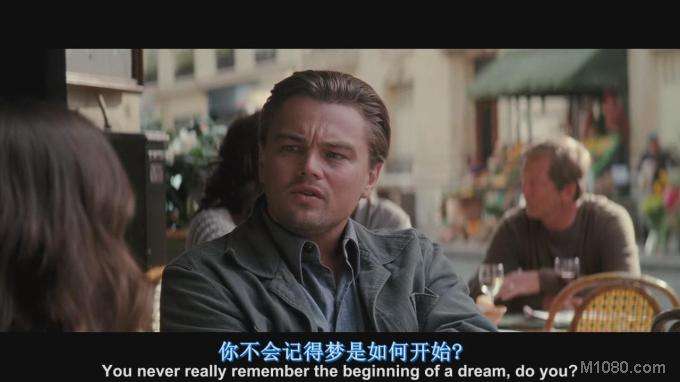 你不会记得梦是如何开始?
You never really remember the beginning of a dream, do you?
M1080.com